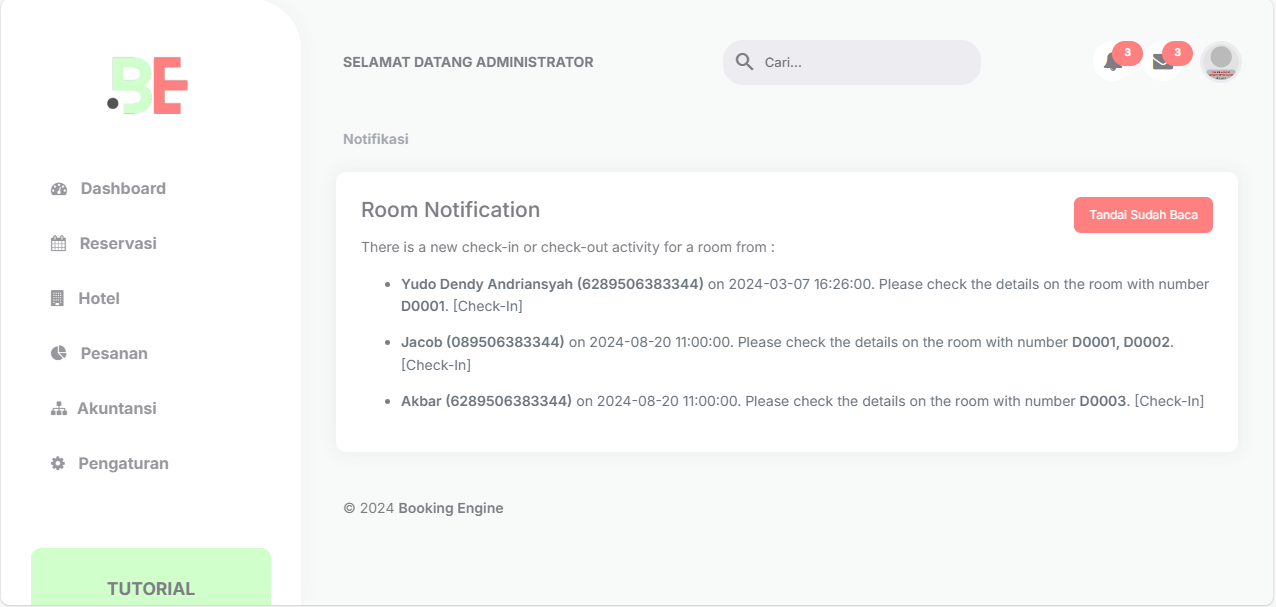 .BE
SELAMAT DATANG ADMINISTRATOR
Cari...
3
3
Notifikasi
Dashboard
Reservasi
Hotel
Pesanan
Akuntansi
Pengaturan
TUTORIAL
Room Notification
Tandai Sudah Baca
There is a new check-in or check-out activity for a room from :
• Yudo Dendy Andriansyah (6289506383344) on 2024-03-07 16:26:00. Please check the details on the room with number
D0001. [Check-In]
• Jacob (089506383344) on 2024-08-20 11:00:00. Please check the details on the room with number D0001, D0002.
[Check-In]
• Akbar (6289506383344) on 2024-08-20 11:00:00. Please check the details on the room with number D0003. [Check-In]
© 2024 Booking Engine